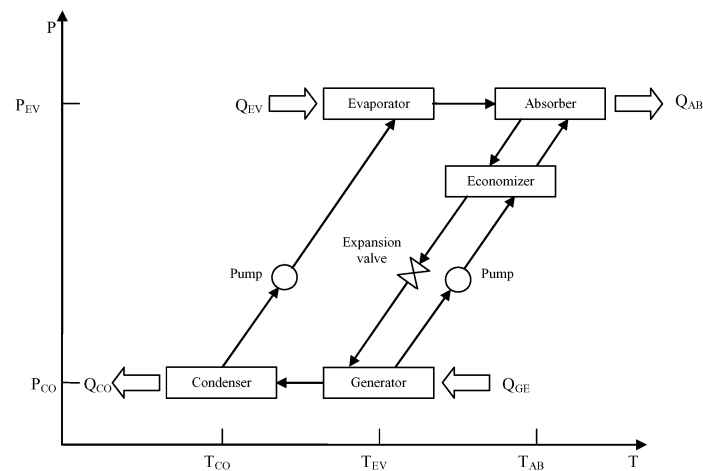 P
P_EV
Q_EV
Evaporator
Absorber
Q_AB
Economizer
Expansion
valve
Pump
Pump
P_CO
Q_CO
Condenser
Generator
Q_GE
T_CO
T_EV
T_AB
T